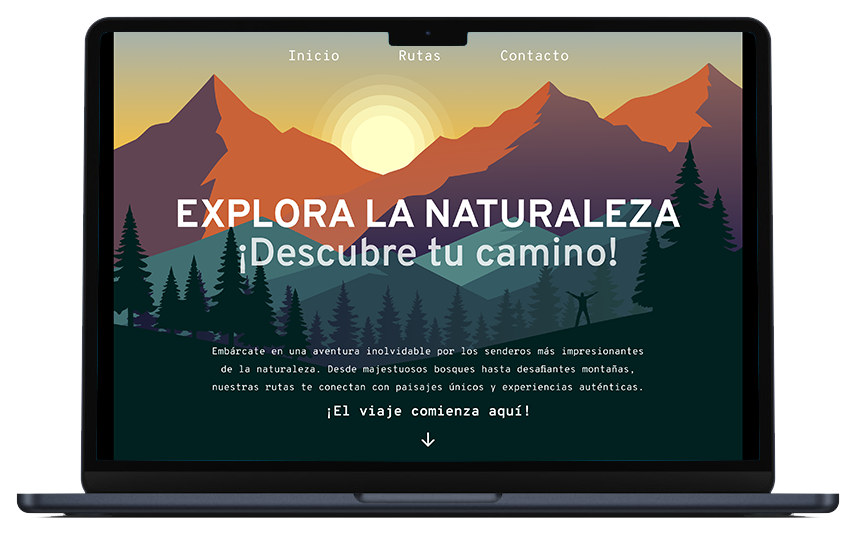 Inicio Rutas Contacto
EXPLORA LA NATURALEZA
¡Descubre tu camino!
Embárcate en una aventura inolvidable por los senderos más impresionantes
de la naturaleza. Desde majestuosos bosques hasta desafiantes montañas,
nuestras rutas te conectan con paisajes únicos y experiencias auténticas.
¡El viaje comienza aquí!